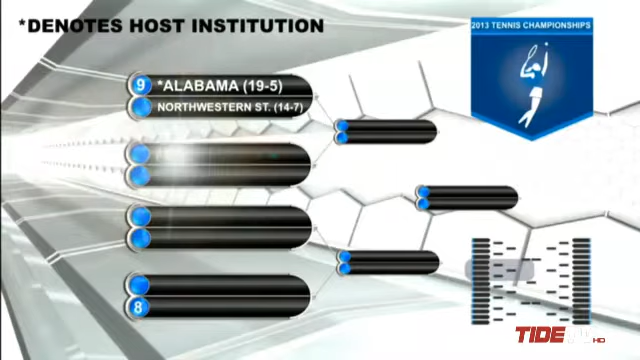 *DENOTES HOST INSTITUTION
2013 TENNIS CHAMPIONSHIPS
9 *ALABAMA (19-5)
NORTHWESTERN ST. (14-7)
8
TIDE HD